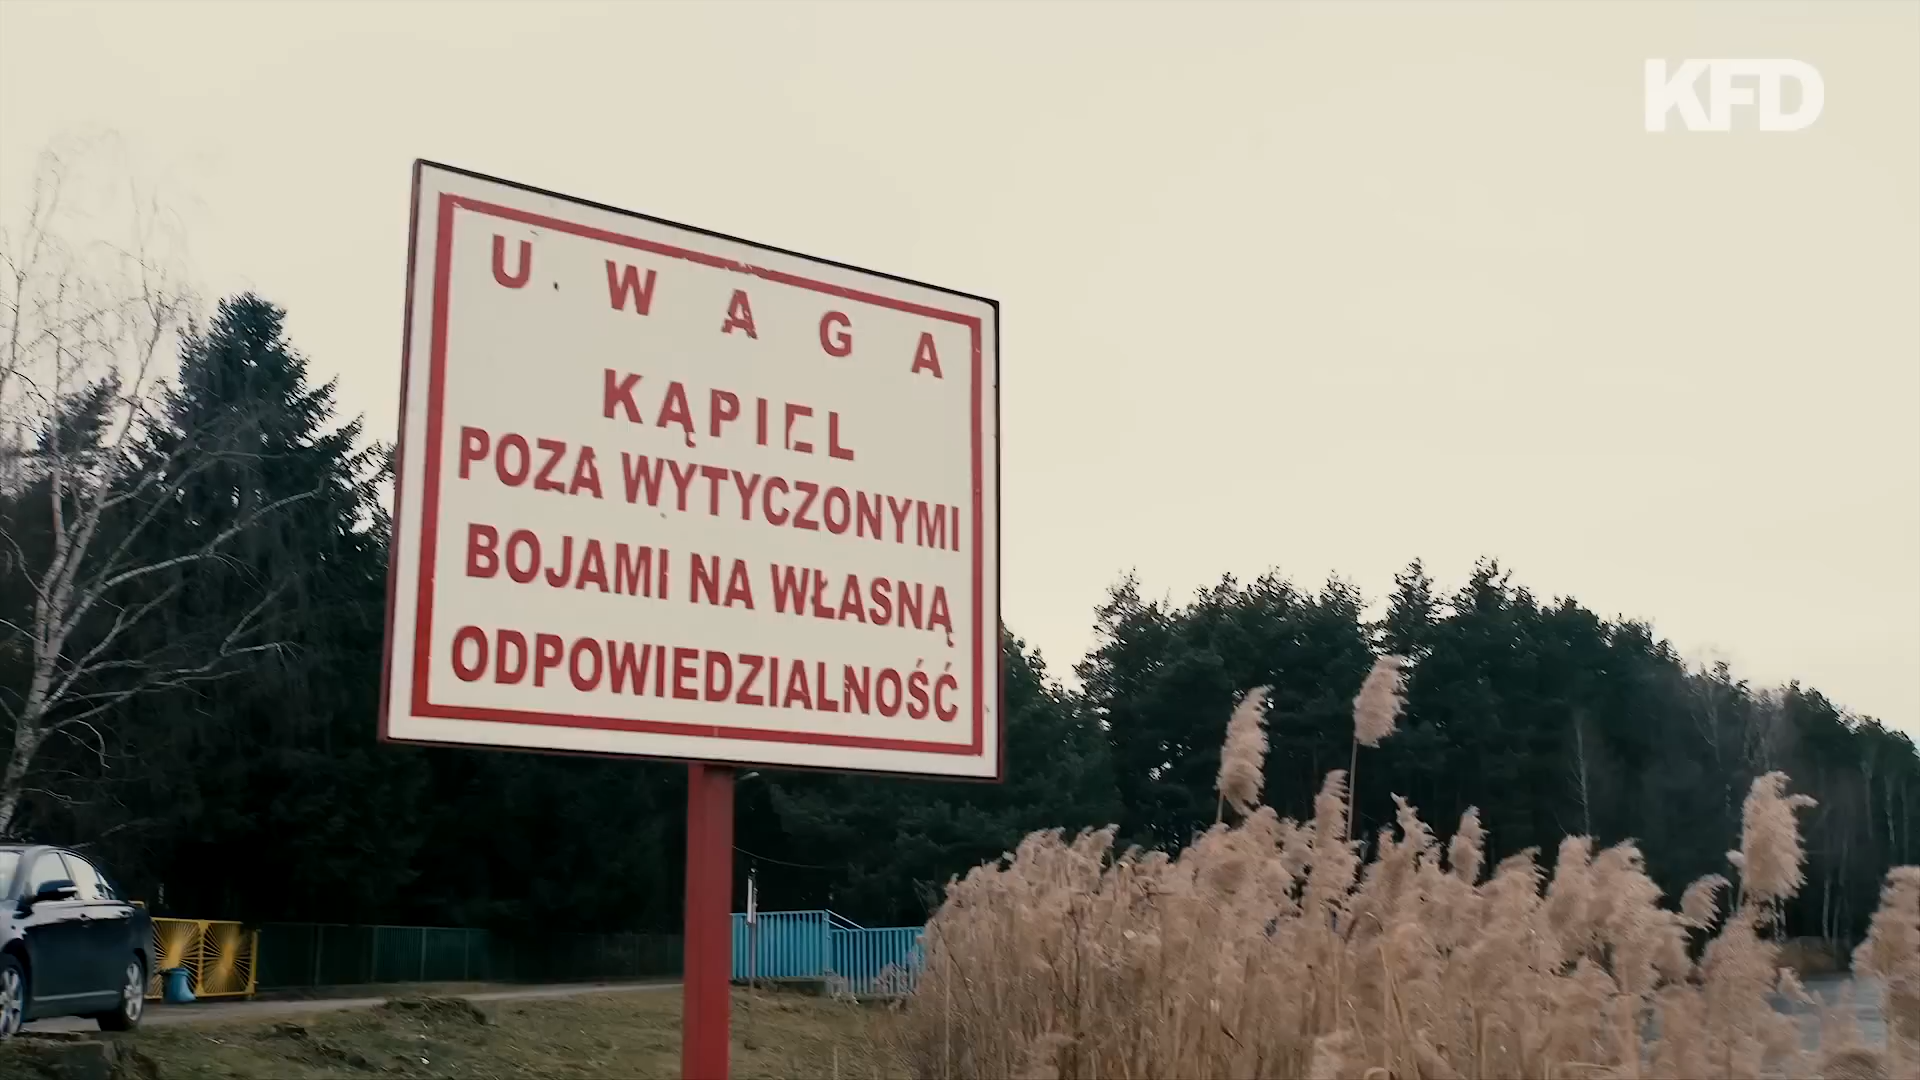 KFD
U W A G A
KĄPIEL
POZA WYTYCZONYMI
BOJAMI NA WŁASNĄ
ODPOWIEDZIALNOŚĆ